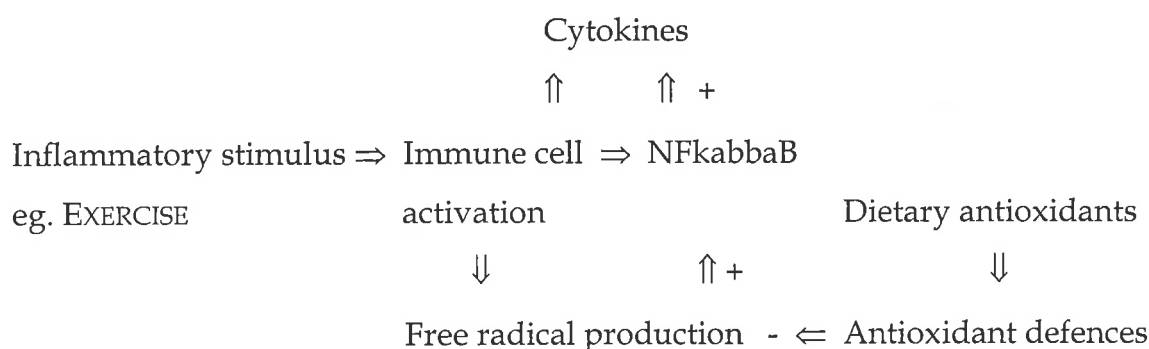 Cytokines
⇑ ⇑ +
Inflammatory stimulus ⇒ Immune cell ⇒ NFkabbaB
eg. EXERCISE activation Dietary antioxidants
⇓ ⇑ + ⇓
Free radical production - ⇐ Antioxidant defences